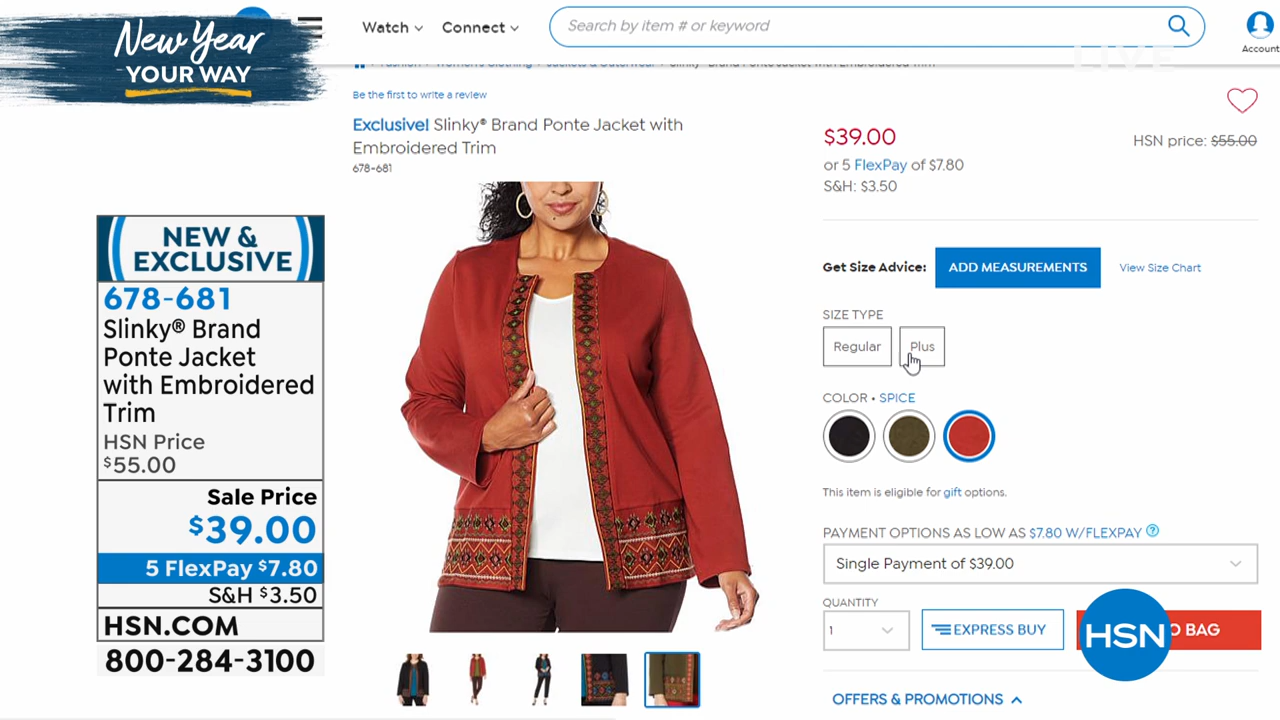 New Year
YOUR WAY
Watch
Connect
Search by item # or keyword
Account
LIVE
Be the first to write a review
Exclusive! Slinky® Brand Ponte Jacket with
Embroidered Trim
678-681
$39.00
HSN price: $55.00
or 5 FlexPay of $7.80
S&H: $3.50
Get Size Advice:
ADD MEASUREMENTS
View Size Chart
SIZE TYPE
Regular
Plus
COLOR • SPICE
This item is eligible for gift options.
PAYMENT OPTIONS AS LOW AS $7.80 W/FLEXPAY ?
Single Payment of $39.00
QUANTITY
1
EXPRESS BUY
O BAG
HSN
OFFERS & PROMOTIONS
NEW &
EXCLUSIVE
678-681
Slinky® Brand
Ponte Jacket
with Embroidered
Trim
HSN Price
$55.00
Sale Price
$39.00
5 FlexPay $7.80
S&H $3.50
HSN.COM
800-284-3100